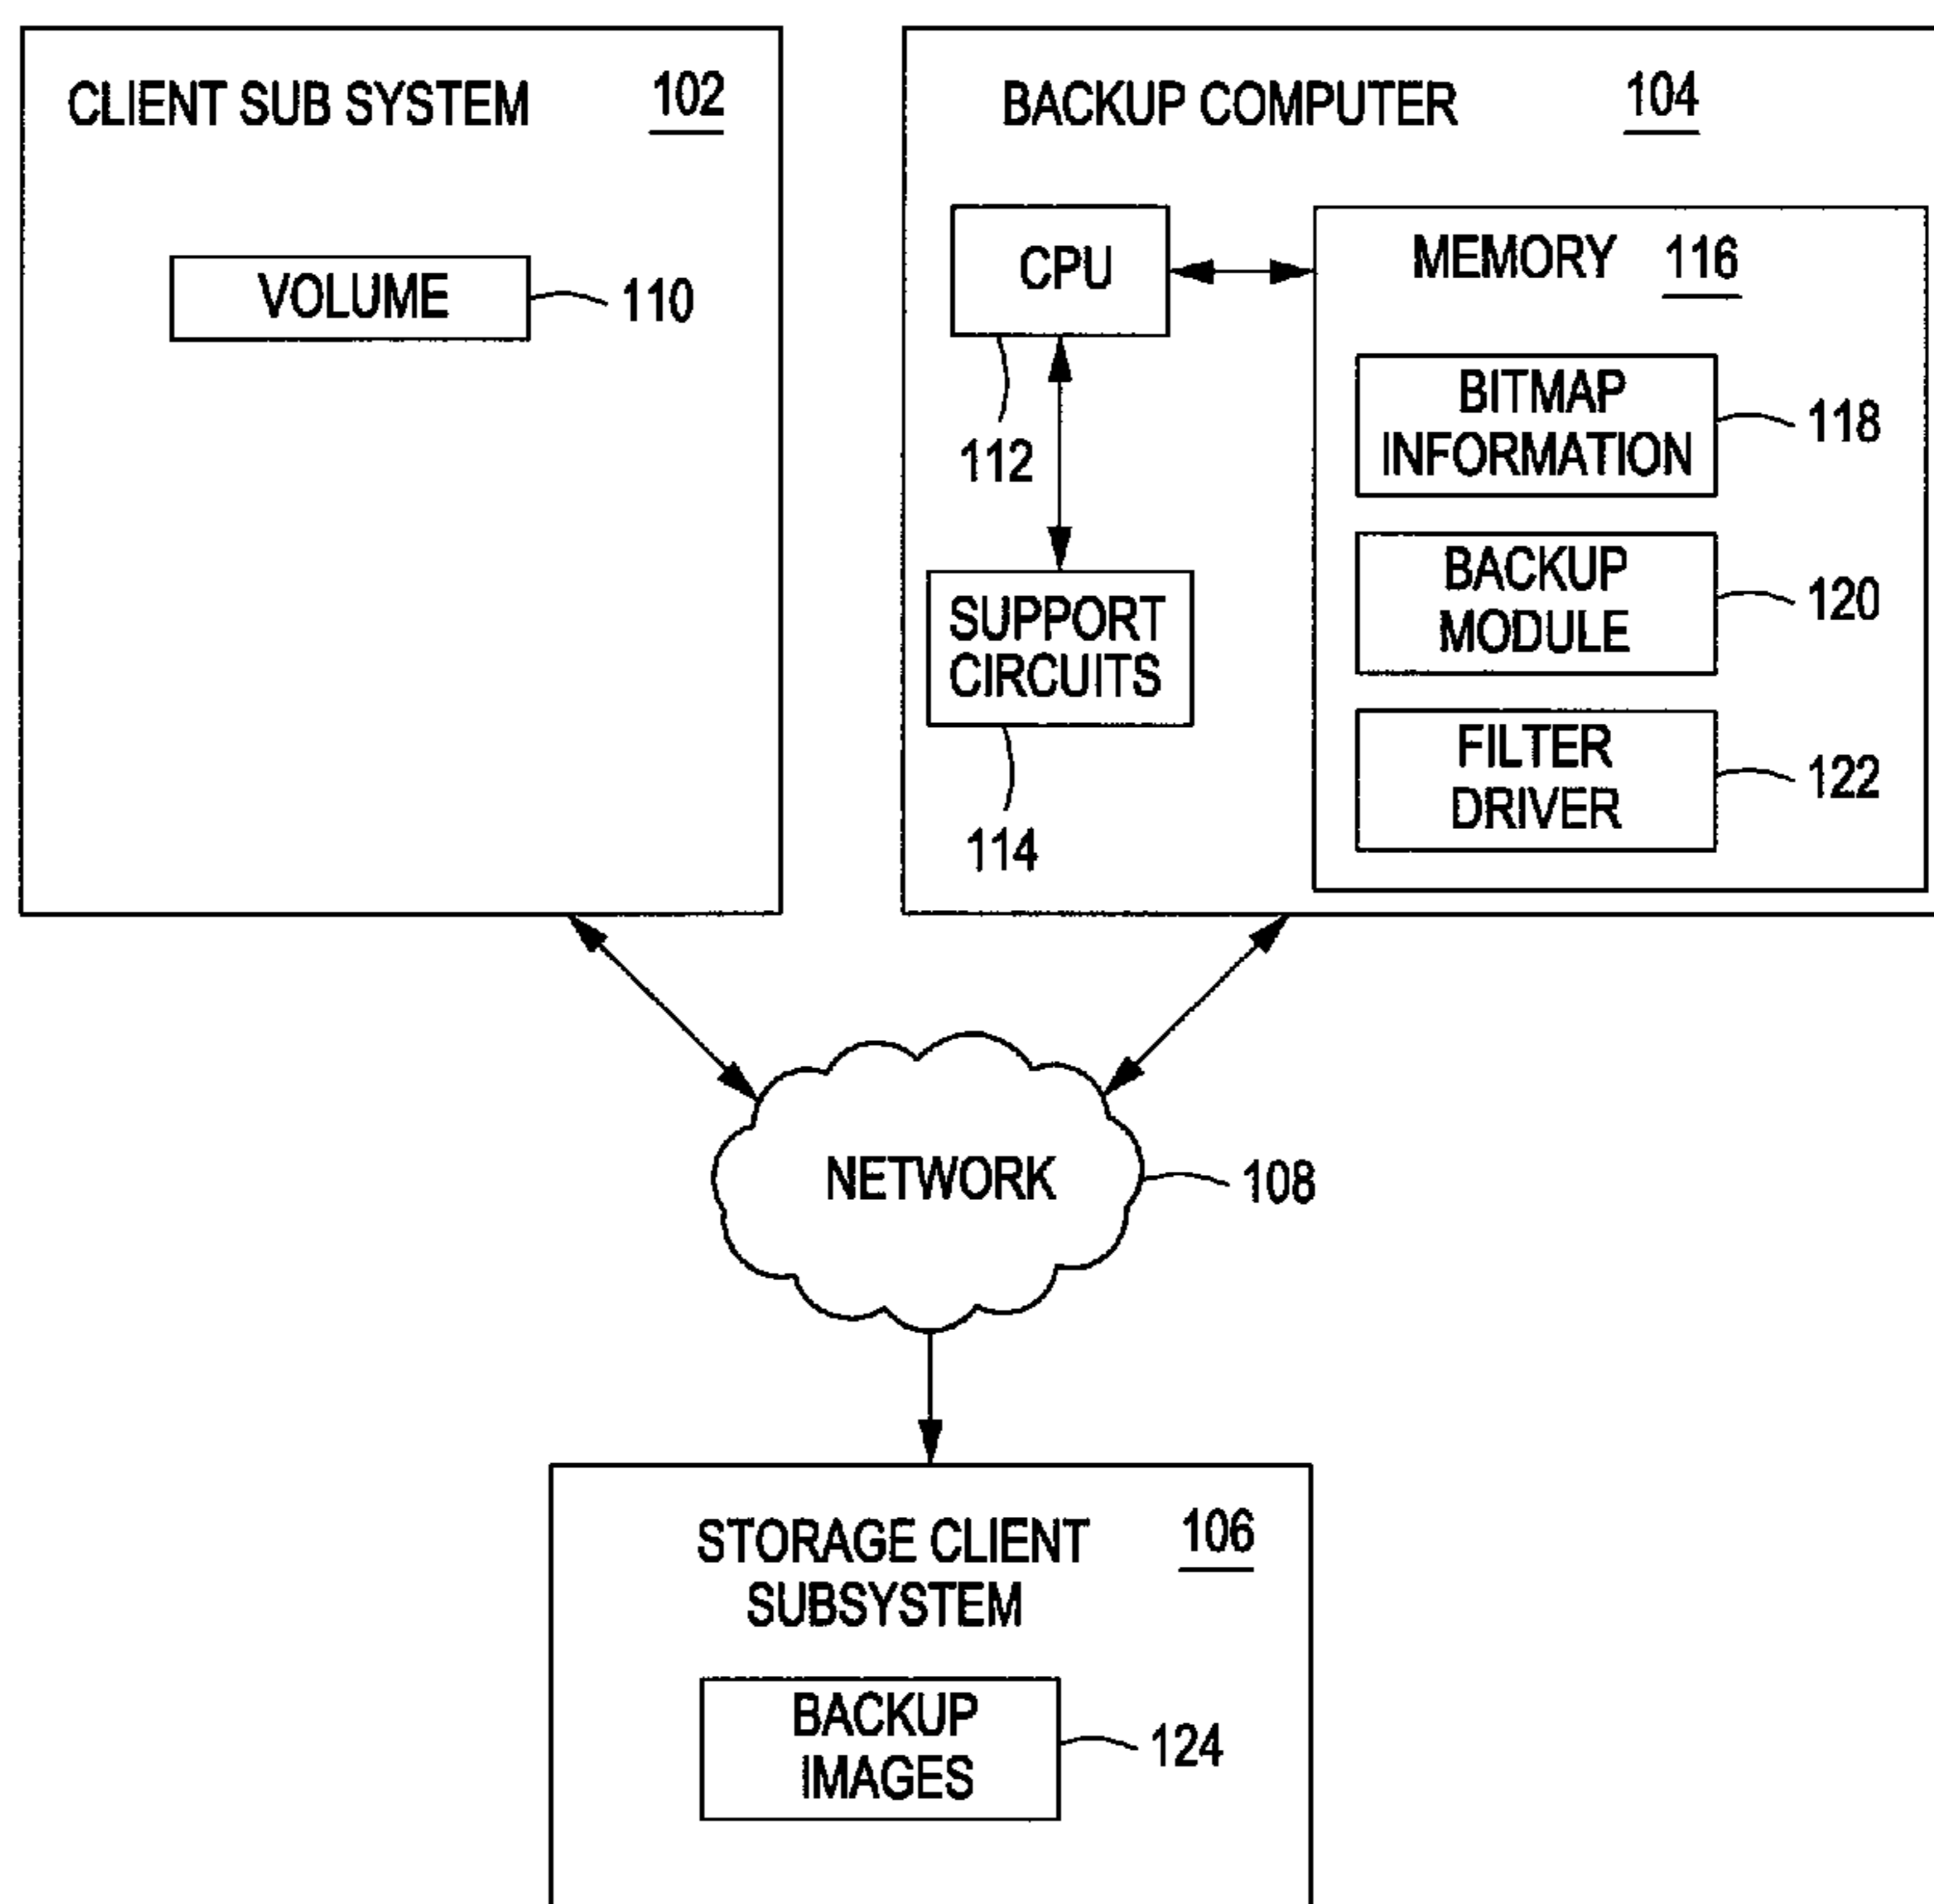 CLIENT SUB SYSTEM 102
VOLUME 110
BACKUP COMPUTER 104
CPU
112
SUPPORT
CIRCUITS
114
MEMORY 116
BITMAP
INFORMATION
118
BACKUP
MODULE
120
FILTER
DRIVER
122
NETWORK 108
STORAGE CLIENT
SUBSYSTEM
106
BACKUP
IMAGES
124